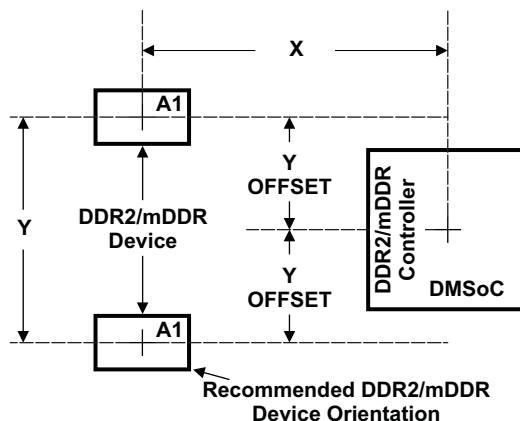 X
A1
Y
OFFSET
Y
DDR2/mDDR
Device
DDR2/mDDR
Controller
DMSoC
Y
OFFSET
A1
Recommended DDR2/mDDR
Device Orientation